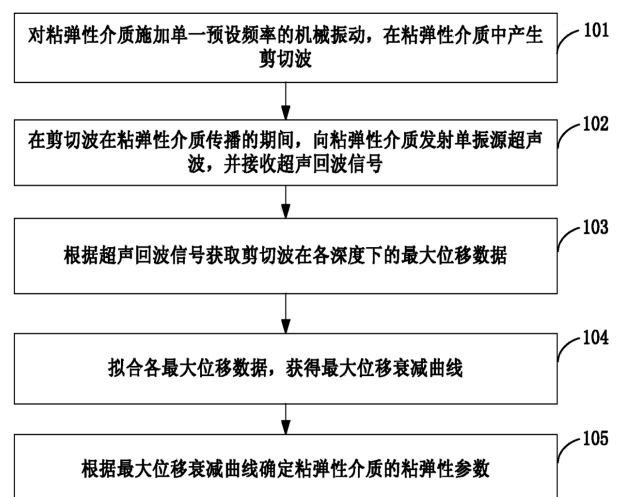 对粘弹性介质施加单一预设频率的机械振动，在粘弹性介质中产生
剪切波
101
在剪切波在粘弹性介质传播的期间，向粘弹性介质发射单振源超声
波，并接收超声回波信号
102
根据超声回波信号获取剪切波在各深度下的最大位移数据
103
拟合各最大位移数据，获得最大位移衰减曲线
104
根据最大位移衰减曲线确定粘弹性介质的粘弹性参数
105